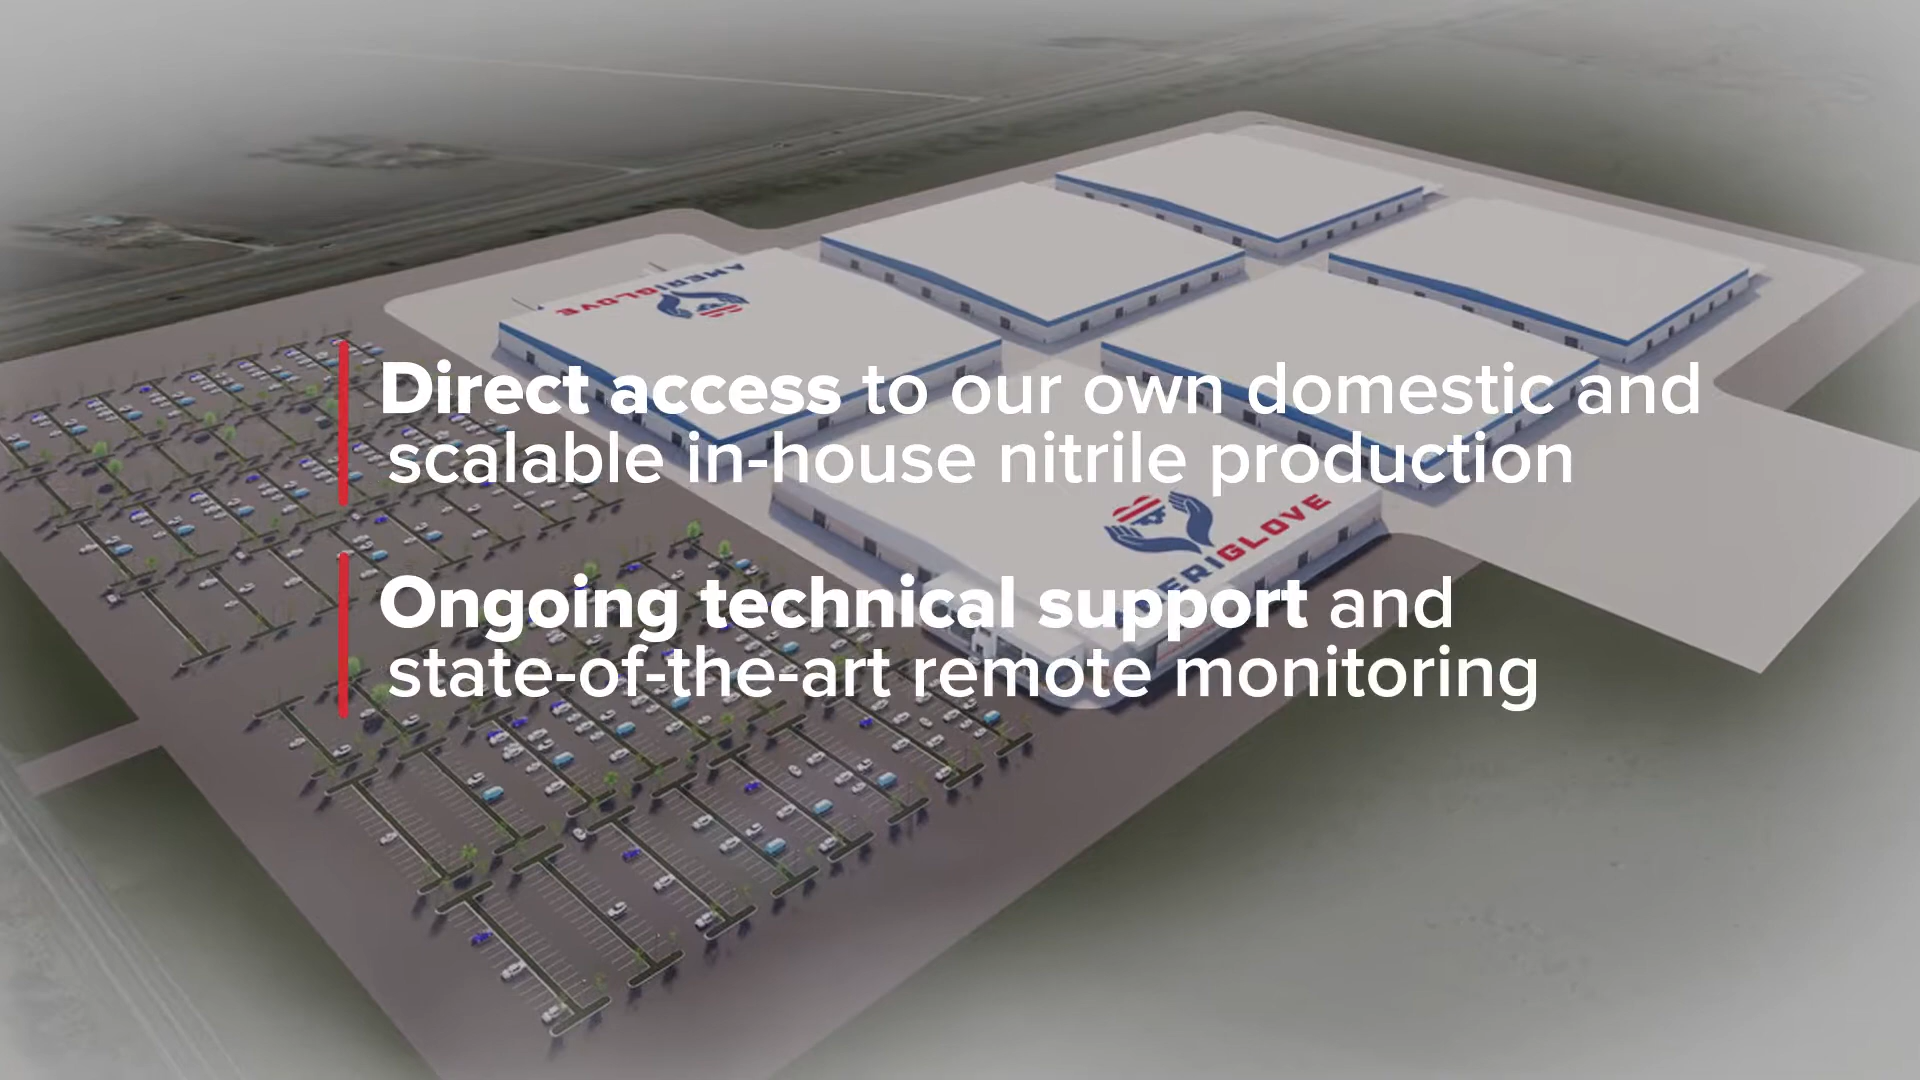 AMERIGLOVE
Direct access to our own domestic and
scalable in-house nitrile production
AMERIGLOVE
Ongoing technical support and
state-of-the-art remote monitoring